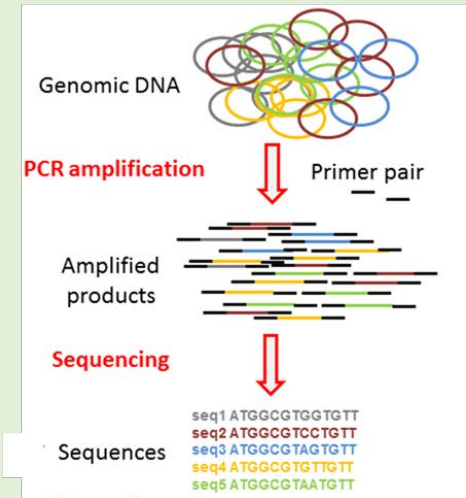 Genomic DNA
PCR amplification
Primer pair
Amplified
products
Sequencing
seq1 ATGGCGTGGTGTT
seq2 ATGGCGTCCTGTT
Sequences
seq3 ATGGCGTAGTGTT
seq4 ATGGCGTGTTGTT
seq5 ATGGCGTAATGTT